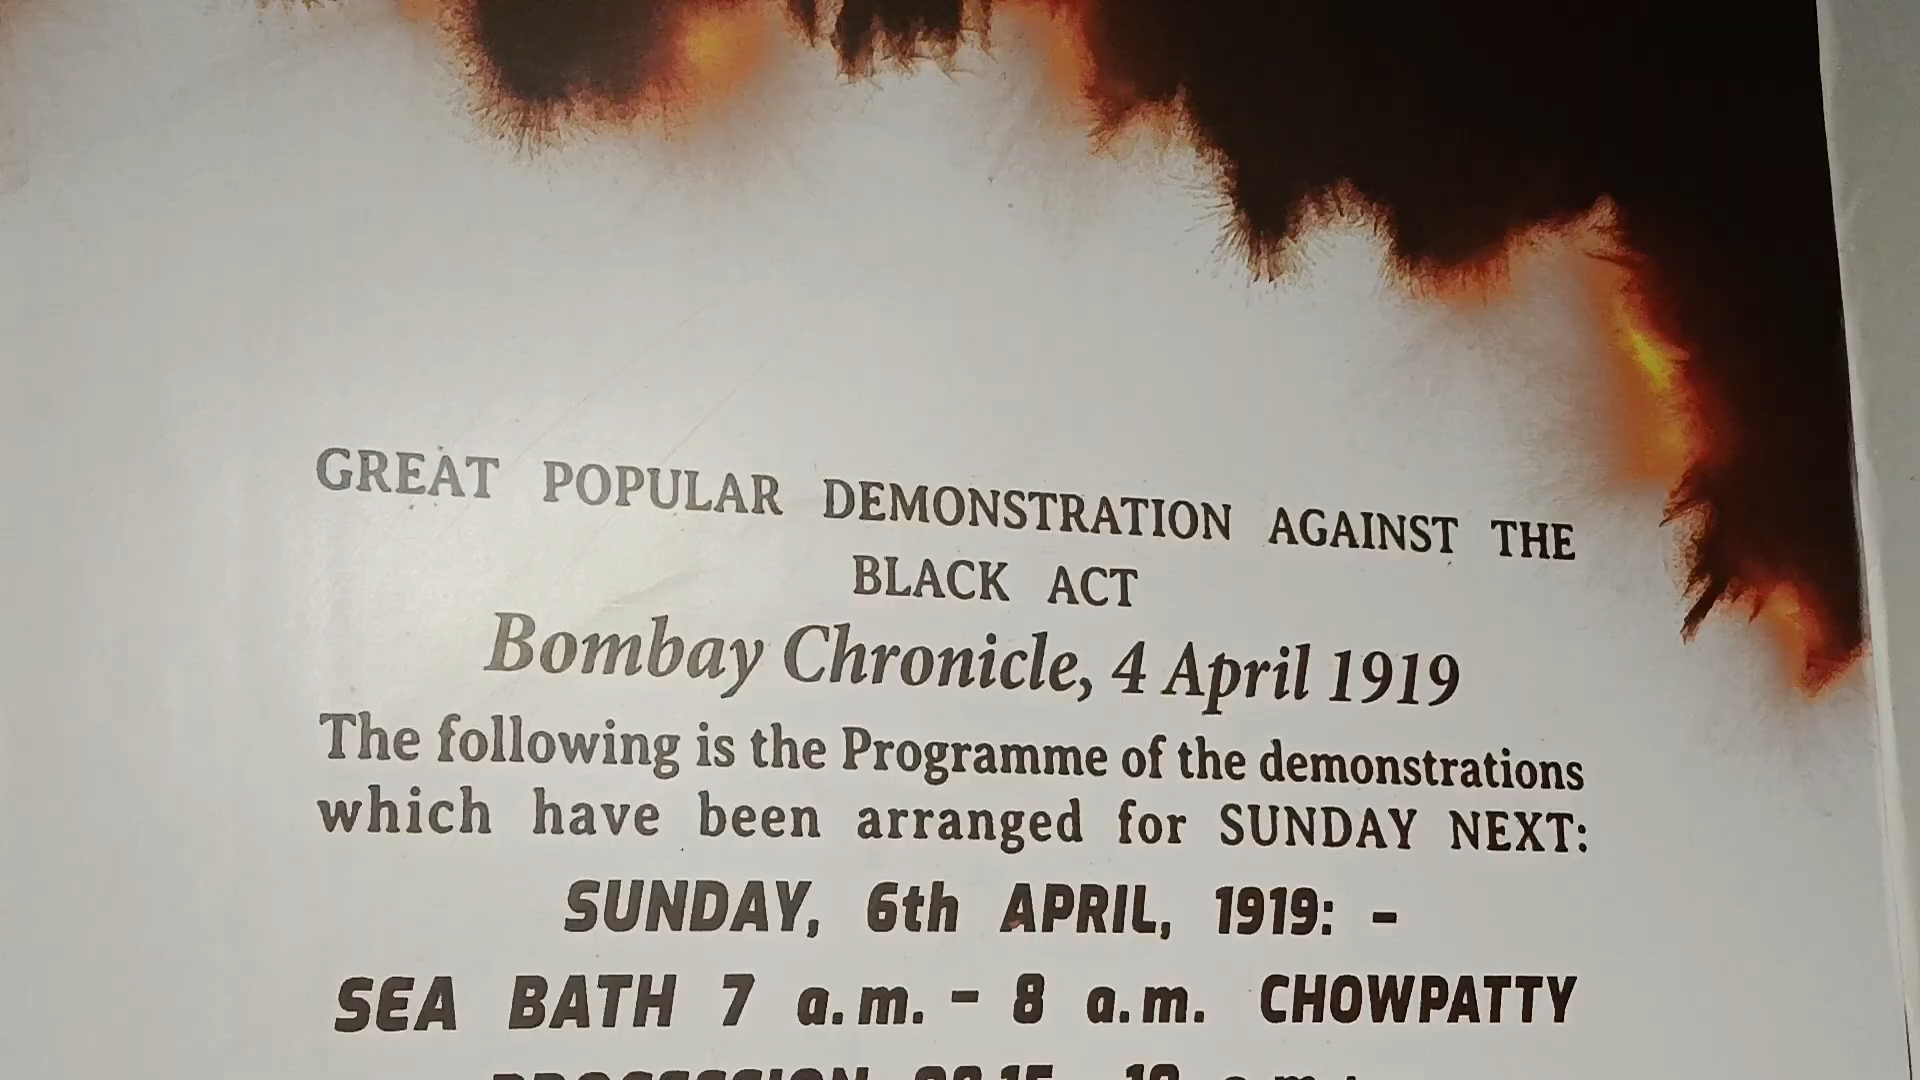 GREAT POPULAR DEMONSTRATION AGAINST THE
BLACK ACT
Bombay Chronicle, 4 April 1919
The following is the Programme of the demonstrations
which have been arranged for SUNDAY NEXT:
SUNDAY, 6th APRIL, 1919: -
SEA BATH 7 a.m. - 8 a.m. CHOWPATTY